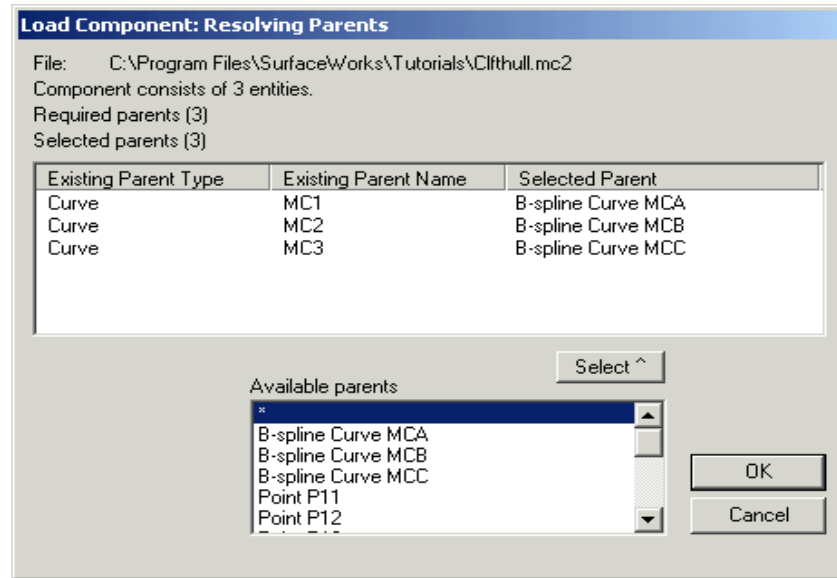 Load Component: Resolving Parents
File: C:\Program Files\SurfaceWorks\Tutorials\Clfthull.mc2
Component consists of 3 entities.
Required parents (3)
Selected parents (3)
Existing Parent Type Existing Parent Name Selected Parent
Curve MC1 B-spline Curve MCA
Curve MC2 B-spline Curve MCB
Curve MC3 B-spline Curve MCC
Select ^
Available parents
*
B-spline Curve MCA
B-spline Curve MCB
B-spline Curve MCC
Point P11
Point P12
OK
Cancel